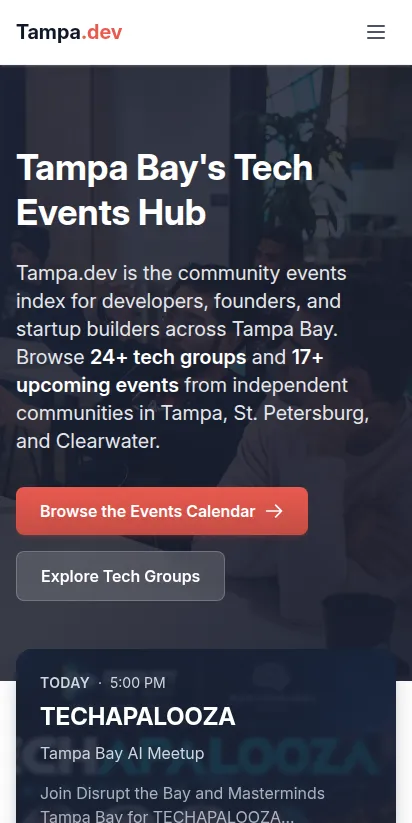 Tampa.dev
Tampa Bay's Tech
Events Hub
Tampa.dev is the community events
index for developers, founders, and
startup builders across Tampa Bay.
Browse 24+ tech groups and 17+
upcoming events from independent
communities in Tampa, St. Petersburg,
and Clearwater.
Browse the Events Calendar →
Explore Tech Groups
TODAY · 5:00 PM
TECHAPALOOZA
Tampa Bay AI Meetup
Join Disrupt the Bay and Masterminds
Tampa Bay for TECHAPALOOZA...